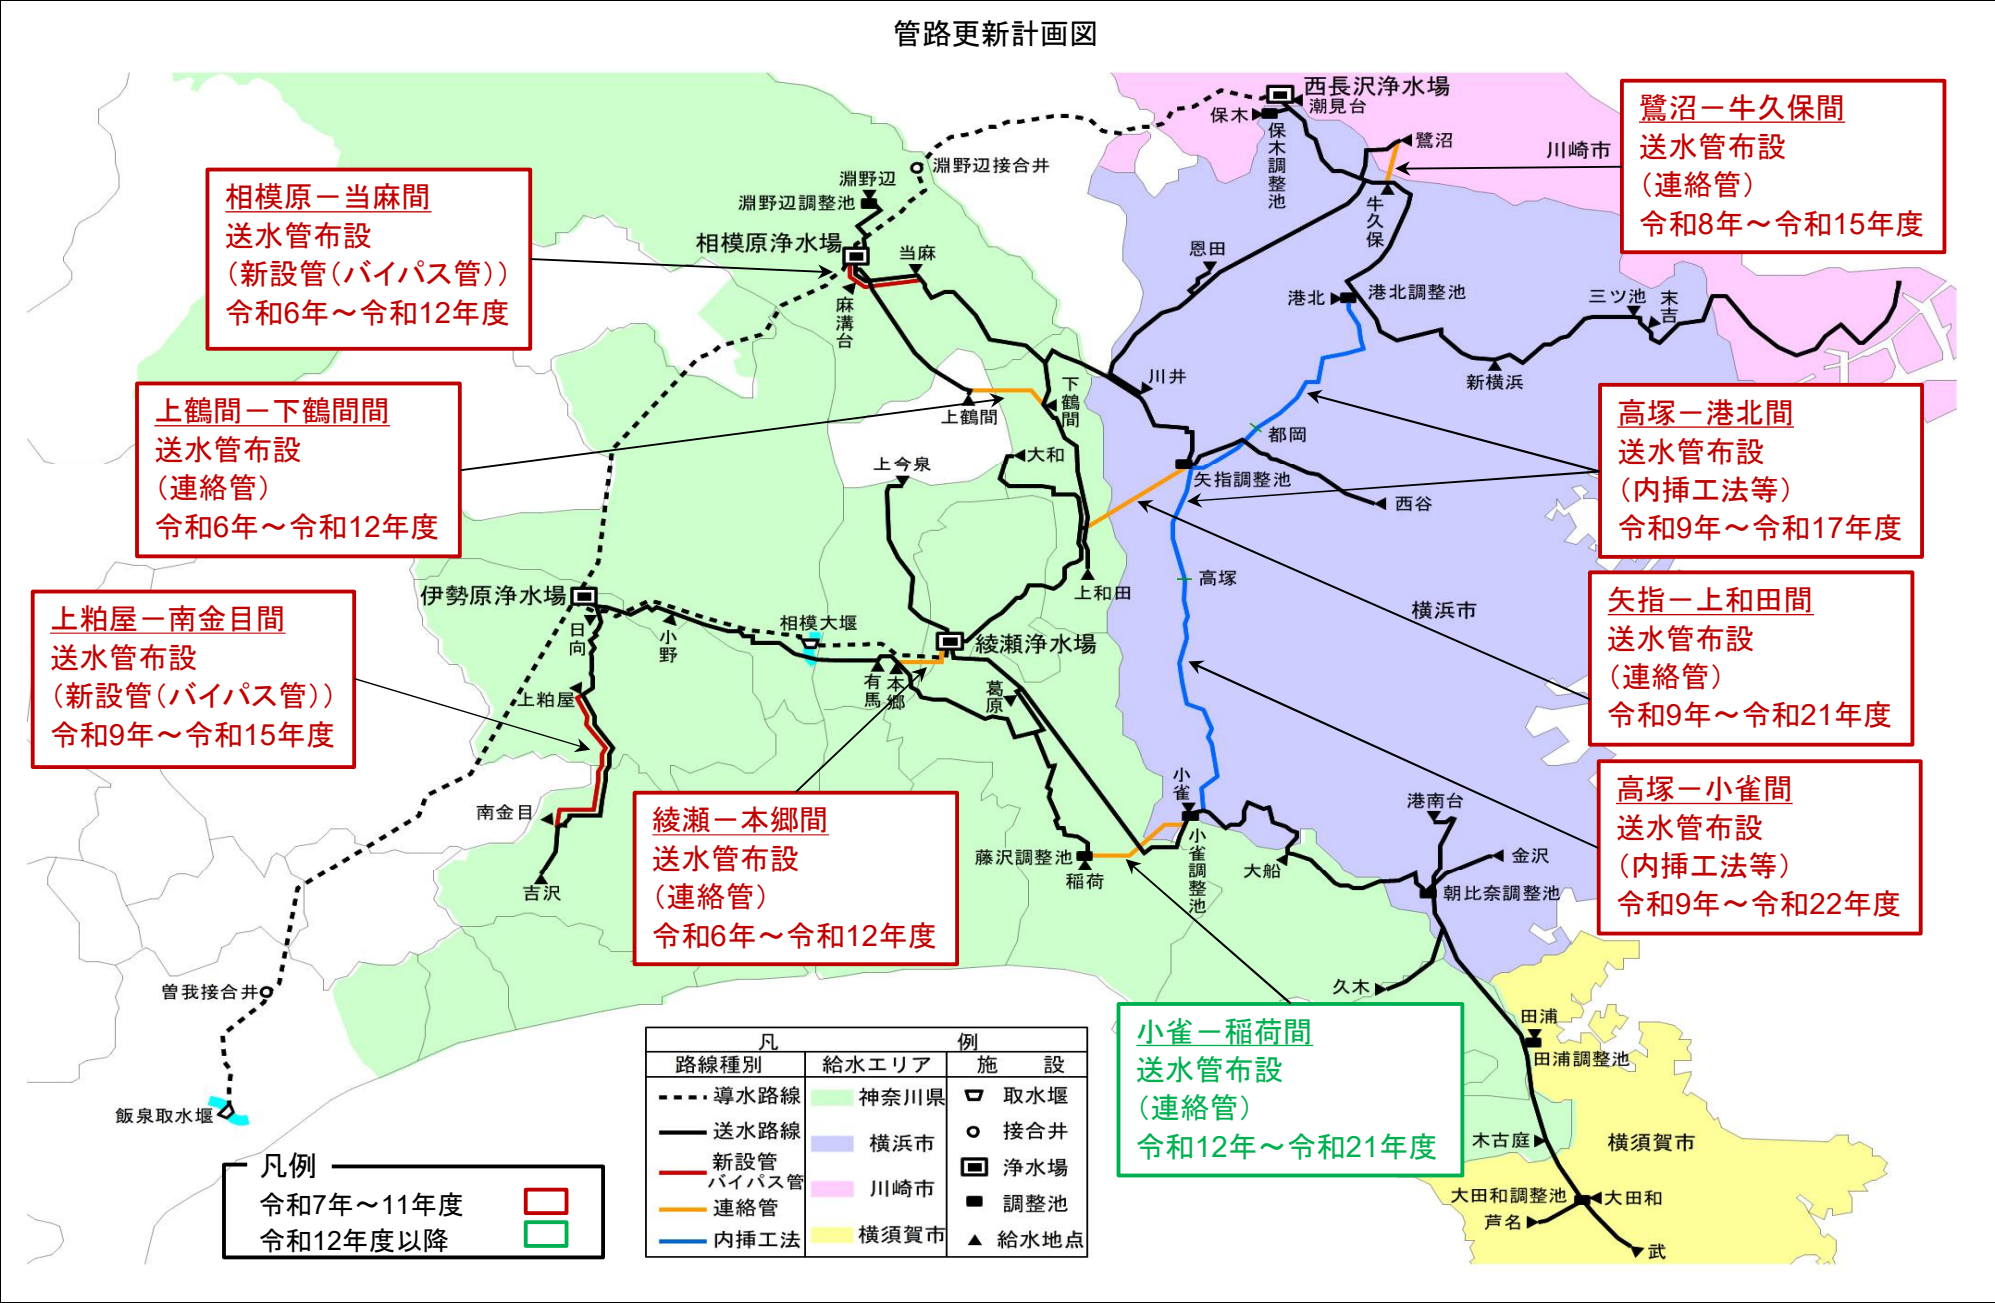 管路更新計画図
西長沢浄水場
潮見台
保木
保木調整池
鷺沼
川崎市
牛久保
鷺沼－牛久保間
送水管布設
（連絡管）
令和8年～令和15年度
淵野辺接合井
淵野辺
淵野辺調整池
相模原浄水場
当麻
麻溝台
相模原－当麻間
送水管布設
（新設管（バイパス管））
令和6年～令和12年度
恩田
港北
港北調整池
三ツ池
末吉
新横浜
川井
下鶴間
上鶴間
上鶴間－下鶴間間
送水管布設
（連絡管）
令和6年～令和12年度
都岡
大和
上今泉
矢指調整池
西谷
高塚－港北間
送水管布設
（内挿工法等）
令和9年～令和17年度
高塚
上和田
横浜市
矢指－上和田間
送水管布設
（連絡管）
令和9年～令和21年度
伊勢原浄水場
日向
小野
相模大堰
綾瀬浄水場
有馬
本郷
葛原
上粕屋
上粕屋－南金目間
送水管布設
（新設管（バイパス管））
令和9年～令和15年度
南金目
吉沢
綾瀬－本郷間
送水管布設
（連絡管）
令和6年～令和12年度
小雀
小雀調整池
藤沢調整池
稲荷
大船
港南台
金沢
朝比奈調整池
高塚－小雀間
送水管布設
（内挿工法等）
令和9年～令和22年度
久木
曽我接合井
飯泉取水堰
小雀－稲荷間
送水管布設
（連絡管）
令和12年～令和21年度
田浦
田浦調整池
木古庭
横須賀市
大田和調整池
大田和
芦名
武
凡例
路線種別
給水エリア
施設
導水路線
神奈川県
取水堰
送水路線
横浜市
接合井
新設管
バイパス管
川崎市
浄水場
連絡管
調整池
内挿工法
横須賀市
給水地点
凡例
令和7年～11年度
令和12年度以降